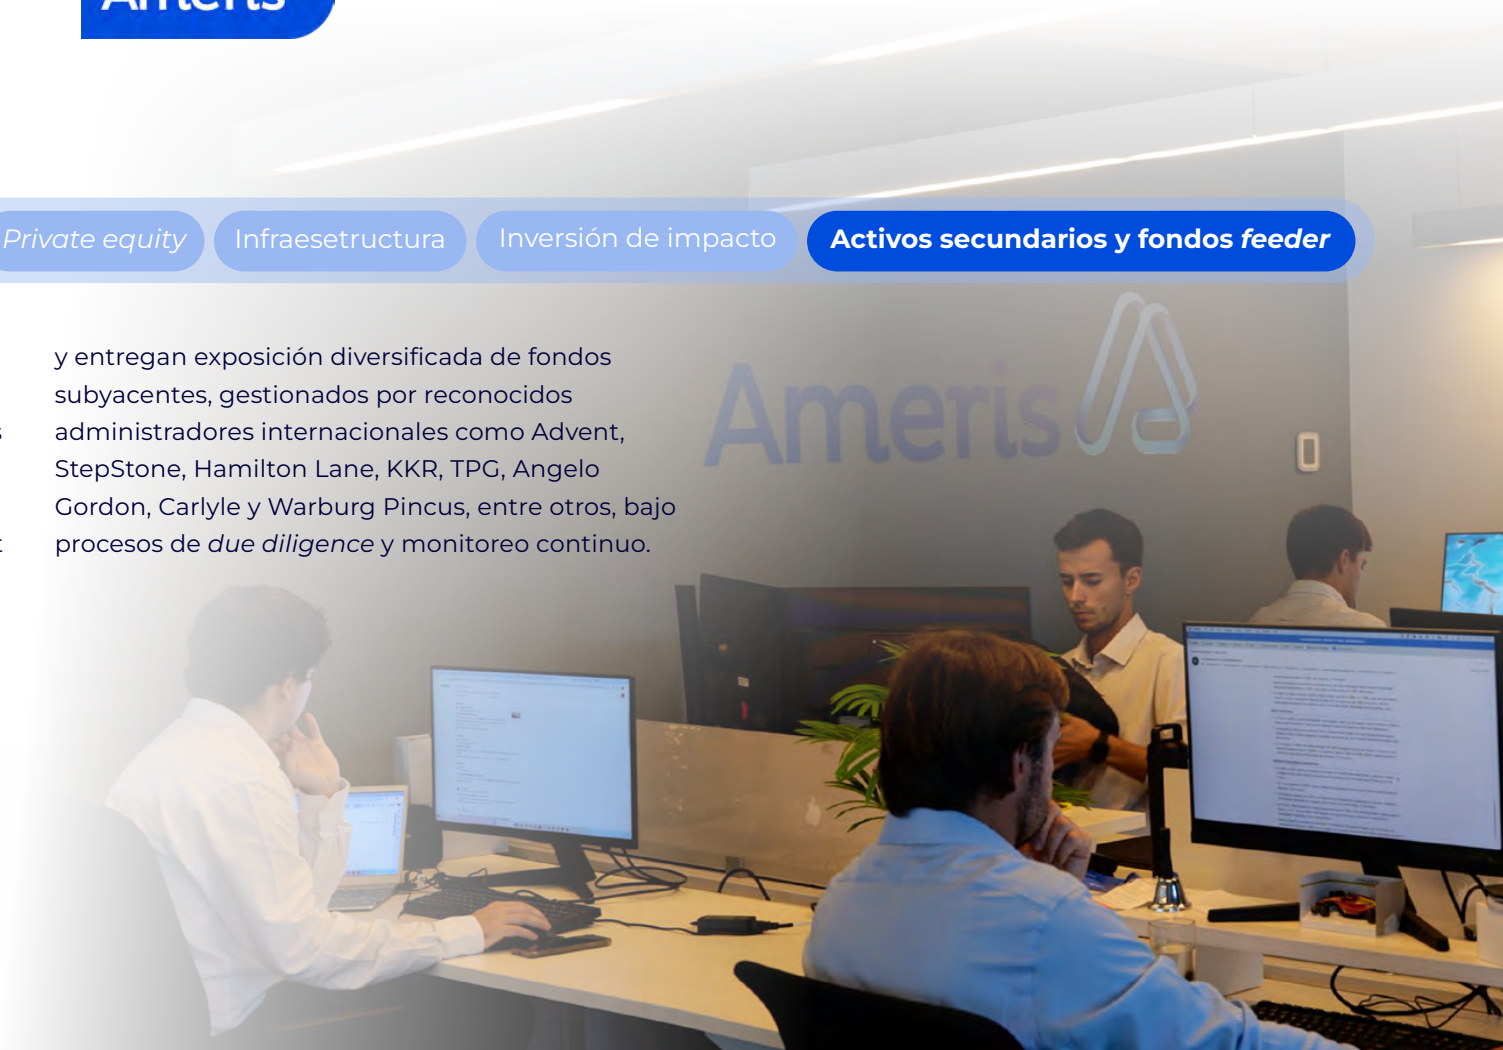 Ameris
Private equity
Infraesetructura
Inversión de impacto
Activos secundarios y fondos feeder
y entregan exposición diversificada de fondos
subyacentes, gestionados por reconocidos
administradores internacionales como Advent,
StepStone, Hamilton Lane, KKR, TPG, Angelo
Gordon, Carlyle y Warburg Pincus, entre otros, bajo
procesos de due diligence y monitoreo continuo.
Ameris